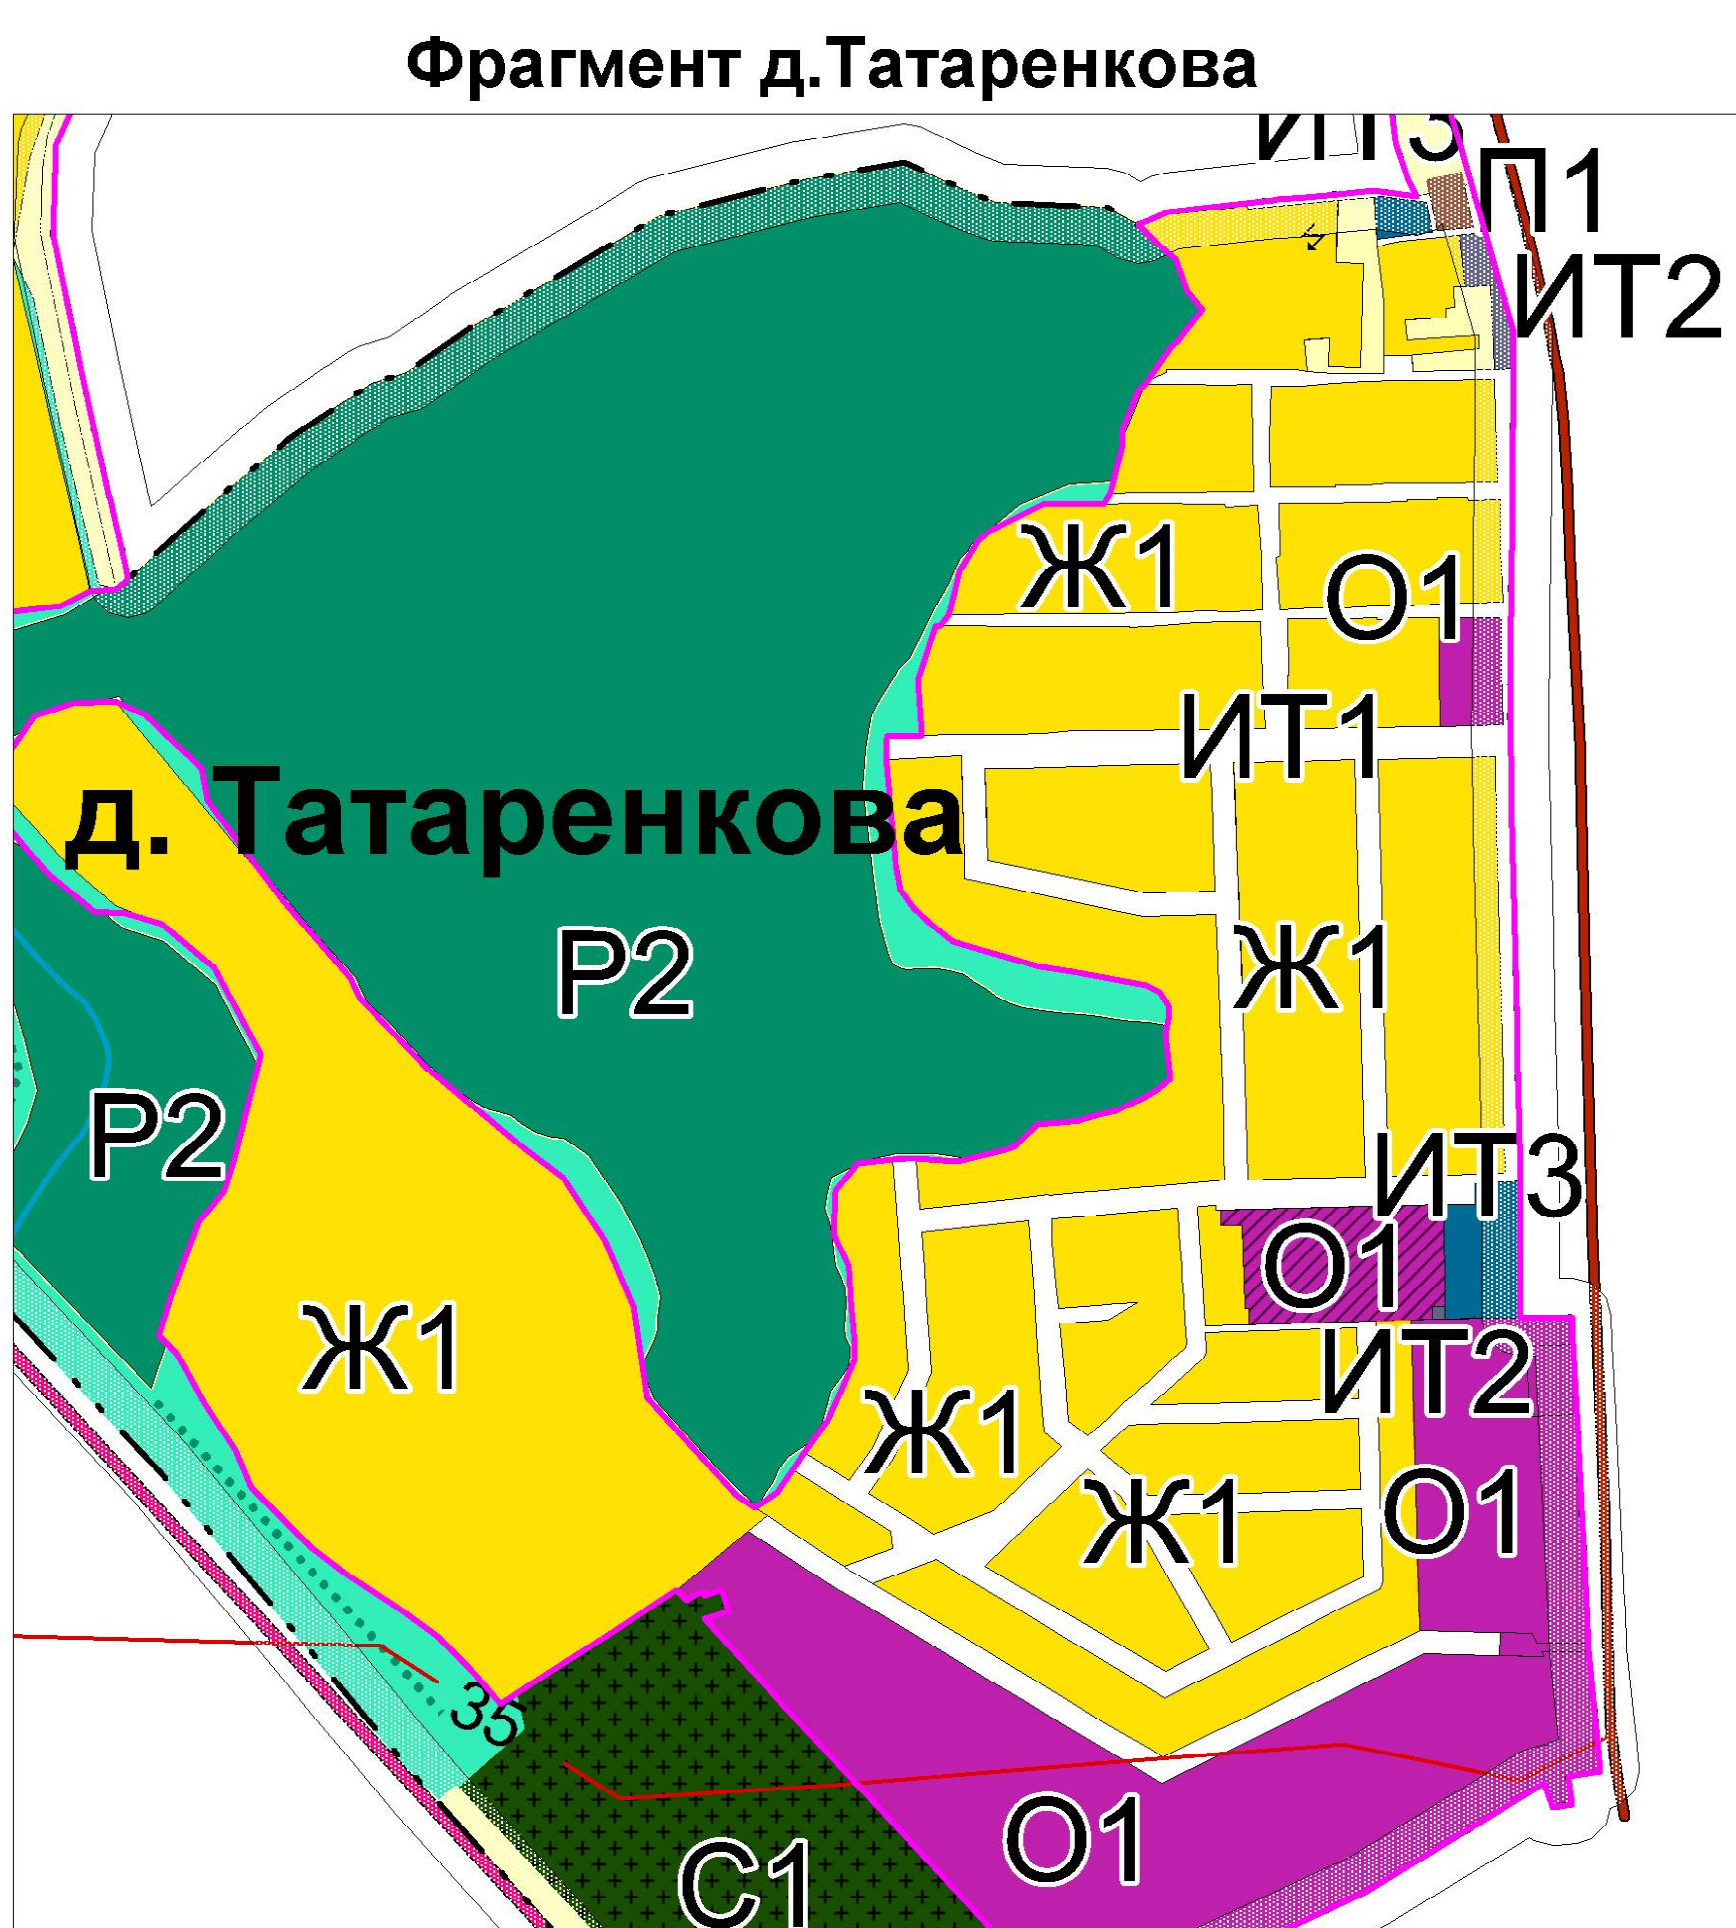 Фрагмент д.Татаренкова
ИТ3
П1
ИТ2
Ж1
О1
ИТ1
д. Татаренкова
Р2
Ж1
Р2
ИТ3
О1
Ж1
ИТ2
Ж1
О1
Ж1
35
О1
С1